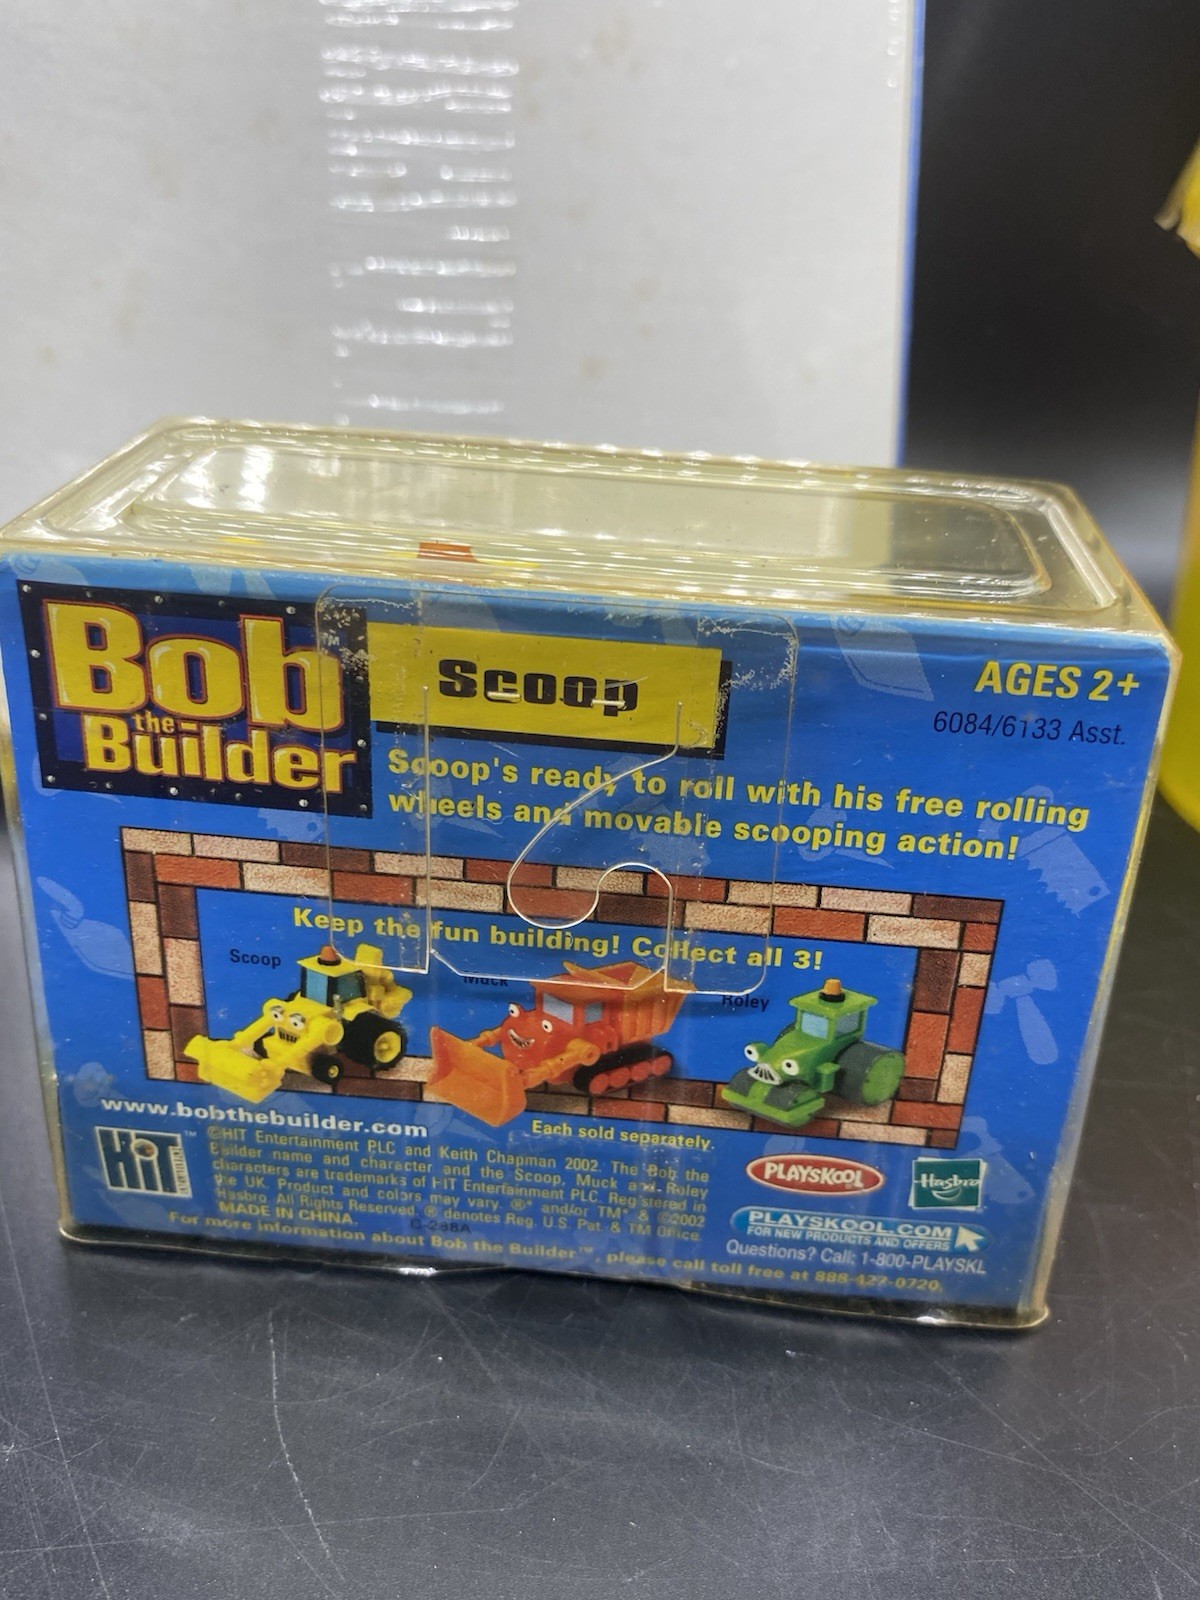 Bob
the
Builder
™
Scoop
AGES 2+
6084/6133 Asst.
Scoop's ready to roll with his free rolling
wheels and movable scooping action!
Keep the fun building! Collect all 3!
Scoop
Muck
Roley
www.bobthebuilder.com
Each sold separately.
HiT
ENTERTAINMENT
™
©HIT Entertainment PLC and Keith Chapman 2002. The Bob the
Builder name and character and the Scoop, Muck and Roley
characters are trademarks of HIT Entertainment PLC. Registered in
the UK. Product and colors may vary. ®* and/or TM* & ©2002
Hasbro. All Rights Reserved. ® denotes Reg. U.S. Pat. & TM Office.
MADE IN CHINA.
G-288A
For more information about Bob the Builder™, please call toll free at 888-427-0720.
PLAYSKOOL
Hasbro
PLAYSKOOL.COM
FOR NEW PRODUCTS AND OFFERS
Questions? Call: 1-800-PLAYSKL